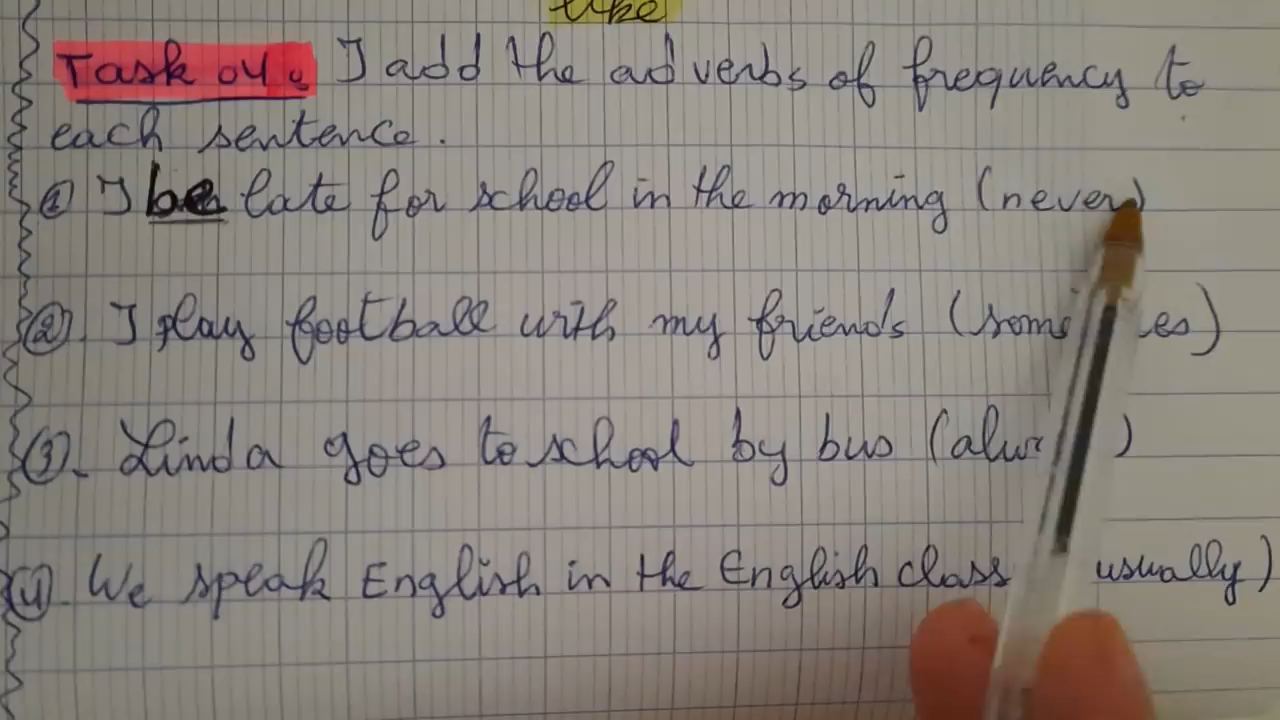 like
Task 04: I add the adverbs of frequency to
each sentence.
① I be late for school in the morning (never)
②. I play football with my friends (
③. Linda goes to school by bus (
④. We speak English in the English class usually)